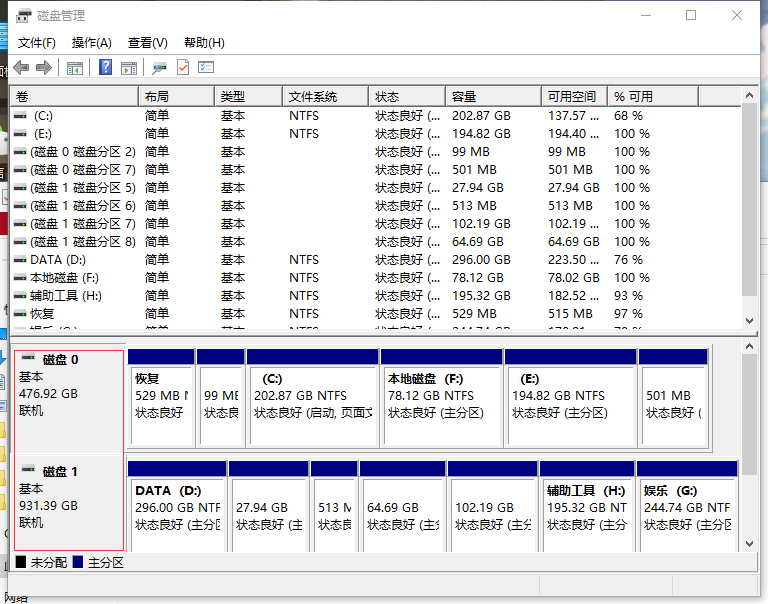 磁盘管理
文件(F) 操作(A) 查看(V) 帮助(H)
卷 布局 类型 文件系统 状态 容量 可用空间 % 可用
(C:) 简单 基本 NTFS 状态良好 (... 202.87 GB 137.57 ... 68 %
(E:) 简单 基本 NTFS 状态良好 (... 194.82 GB 194.40 ... 100 %
(磁盘 0 磁盘分区 2) 简单 基本 状态良好 (... 99 MB 99 MB 100 %
(磁盘 0 磁盘分区 7) 简单 基本 状态良好 (... 501 MB 501 MB 100 %
(磁盘 1 磁盘分区 5) 简单 基本 状态良好 (... 27.94 GB 27.94 GB 100 %
(磁盘 1 磁盘分区 6) 简单 基本 状态良好 (... 513 MB 513 MB 100 %
(磁盘 1 磁盘分区 7) 简单 基本 状态良好 (... 102.19 GB 102.19 ... 100 %
(磁盘 1 磁盘分区 8) 简单 基本 状态良好 (... 64.69 GB 64.69 GB 100 %
DATA (D:) 简单 基本 NTFS 状态良好 (... 296.00 GB 223.50 ... 76 %
本地磁盘 (F:) 简单 基本 NTFS 状态良好 (... 78.12 GB 78.02 GB 100 %
辅助工具 (H:) 简单 基本 NTFS 状态良好 (... 195.32 GB 182.52 ... 93 %
恢复 简单 基本 NTFS 状态良好 (... 529 MB 515 MB 97 %
磁盘 0
基本
476.92 GB
联机
恢复 (C:) 本地磁盘 (F:) (E:)
529 MB N 99 ME 202.87 GB NTFS 78.12 GB NTFS 194.82 GB NTFS 501 MB
状态良好 状态良 状态良好 (启动, 页面文 状态良好 (主分区) 状态良好 (主分区) 状态良好 (
磁盘 1
基本
931.39 GB
联机
DATA (D:) 辅助工具 (H:) 娱乐 (G:)
296.00 GB NTF 27.94 GB 513 M 64.69 GB 102.19 GB 195.32 GB NT 244.74 GB NTF
状态良好 (主分区 状态良好 (主 状态良 状态良好 (主分 状态良好 (主分 状态良好 (主分 状态良好 (主分区
未分配 主分区
网络